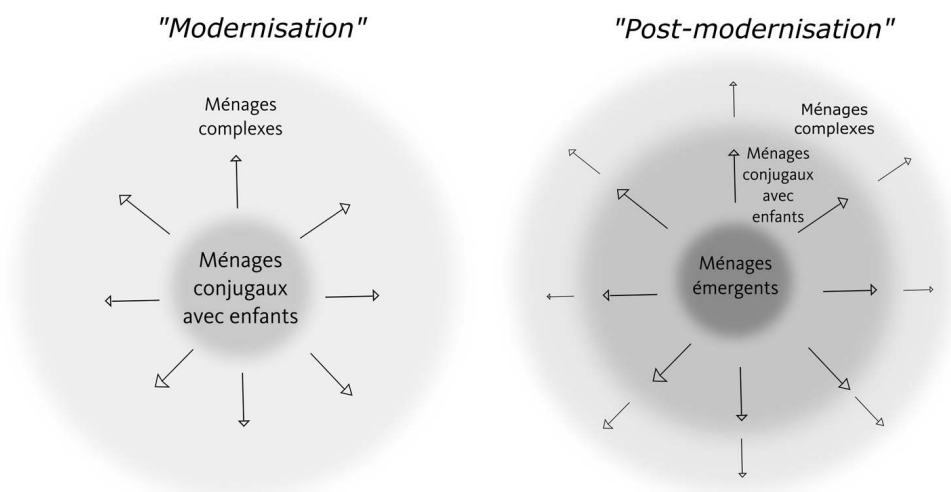 "Modernisation"
Ménages
complexes
Ménages
conjugaux
avec enfants
"Post-modernisation"
Ménages
complexes
Ménages
conjugaux
avec
enfants
Ménages
émergents